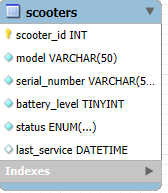 scooters
scooter_id INT
model VARCHAR(50)
serial_number VARCHAR(5...
battery_level TINYINT
status ENUM(...)
last_service DATETIME
Indexes